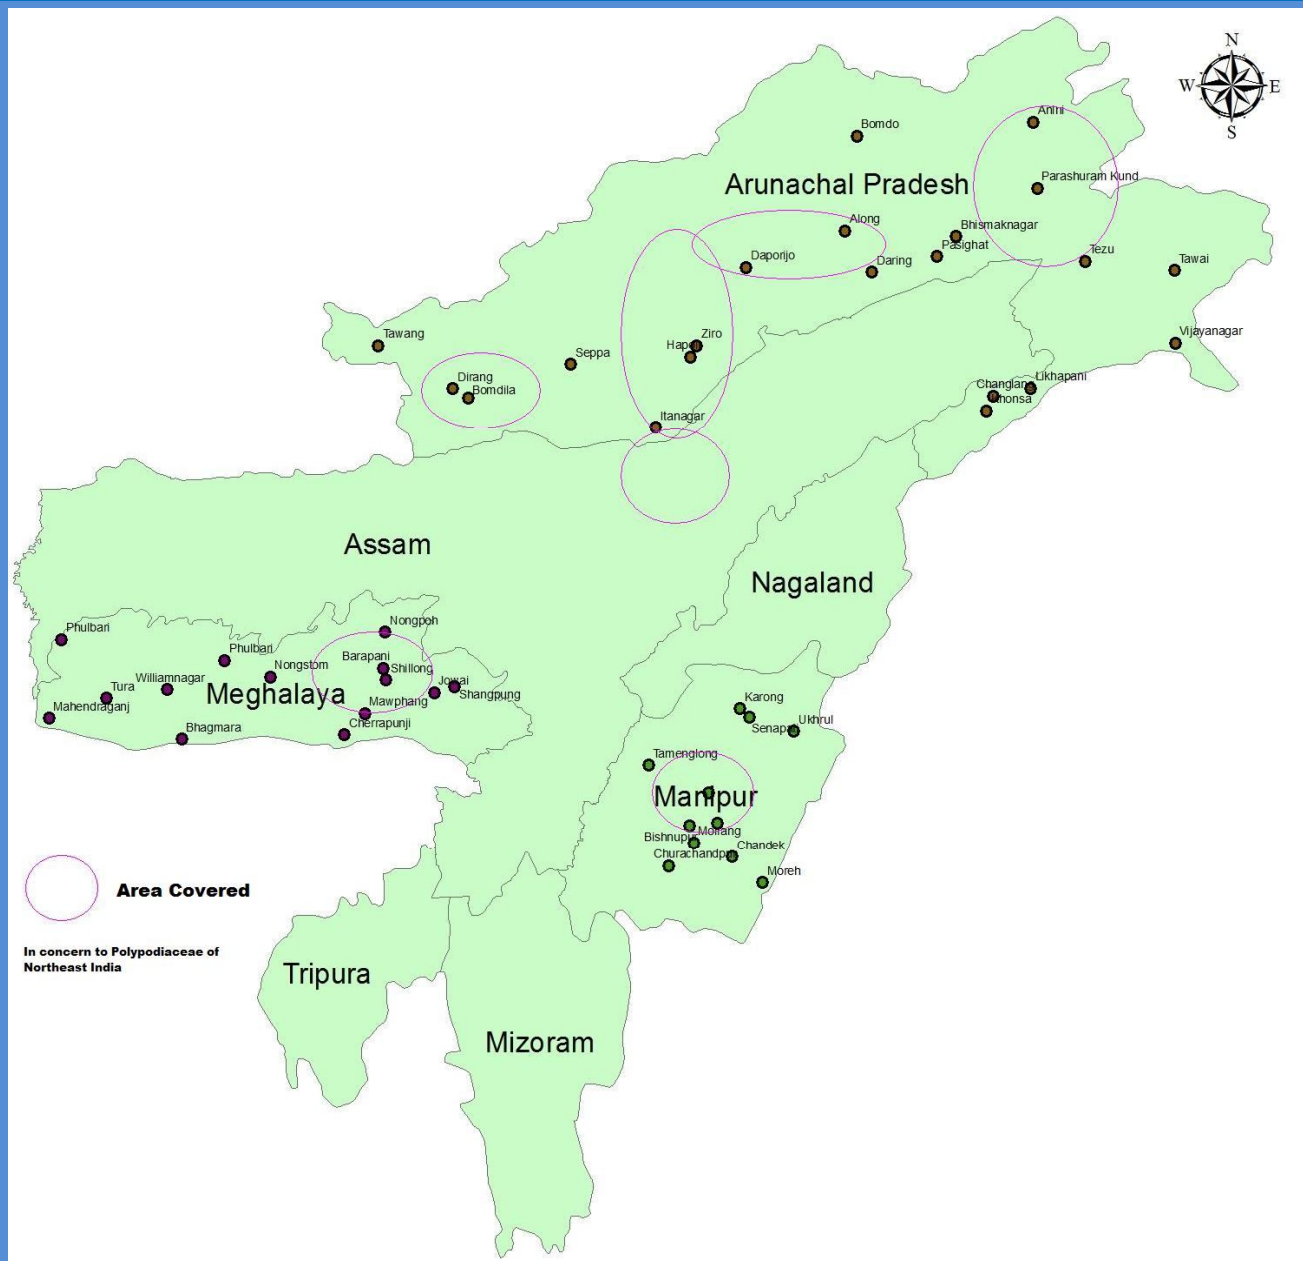 N
W E
S
Anini
Bomdo
Parashuram Kund
Arunachal Pradesh
Along
Bhismaknagar
Pasighat
Tezu
Daporijo
Daring
Tawai
Tawang
Ziro
Hapoli
Vijayanagar
Seppa
Dirang
Bomdila
Likhapani
Changlang
Khonsa
Itanagar
Assam
Nagaland
Nongpoh
Phulbari
Phulbari
Barapani
Nongstom
Shillong
Williamnagar
Jowai
Tura
Meghalaya
Shangpung
Mahendraganj
Mawphang
Cherrapunji
Bhagmara
Karong
Senapati
Ukhrul
Tamenglong
Manipur
Moirang
Bishnupur
Chandek
Churachandpur
Moreh
Area Covered
In concern to Polypodiaceae of
Northeast India
Tripura
Mizoram